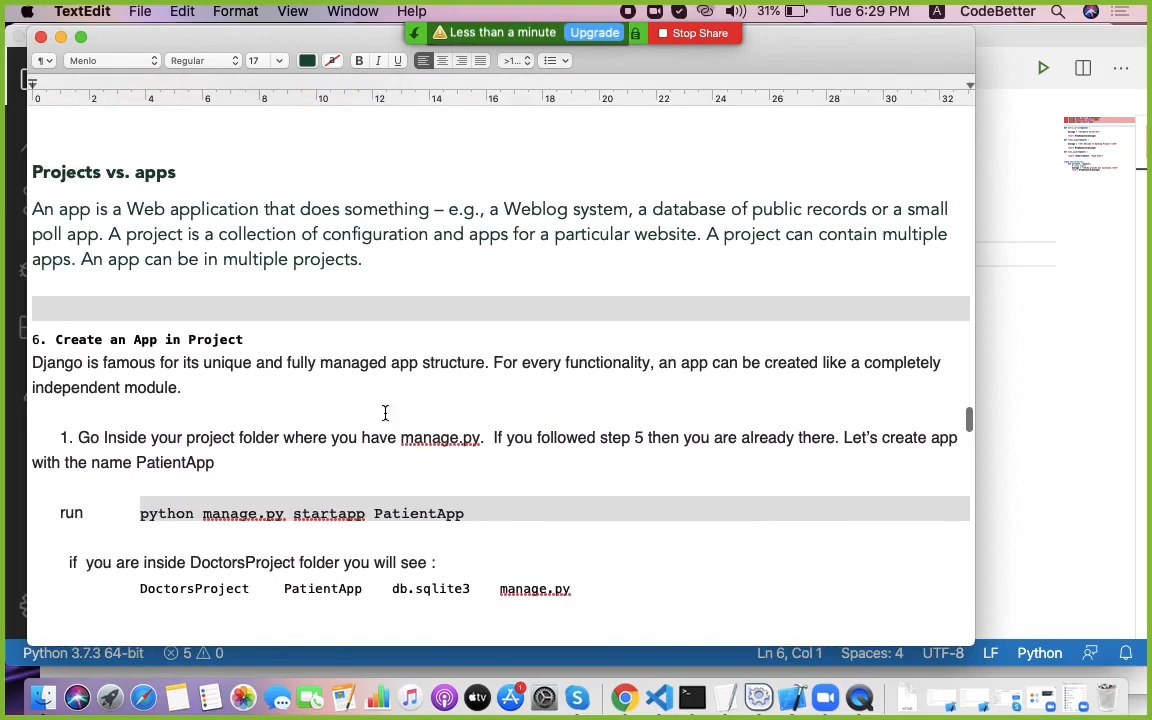 TextEdit File Edit Format View Window Help 31% Tue 6:29 PM A CodeBetter
Less than a minute Upgrade Stop Share
¶ Menlo Regular 17 a B I U >1...
0 2 4 6 8 10 12 14 16 18 20 22 24 26 28 30 32
Projects vs. apps
An app is a Web application that does something – e.g., a Weblog system, a database of public records or a small
poll app. A project is a collection of configuration and apps for a particular website. A project can contain multiple
apps. An app can be in multiple projects.
6. Create an App in Project
Django is famous for its unique and fully managed app structure. For every functionality, an app can be created like a completely
independent module.
1. Go Inside your project folder where you have manage.py. If you followed step 5 then you are already there. Let's create app
with the name PatientApp
run python manage.py startapp PatientApp
if you are inside DoctorsProject folder you will see :
DoctorsProject PatientApp db.sqlite3 manage.py
Python 3.7.3 64-bit 5 0 Ln 6, Col 1 Spaces: 4 UTF-8 LF Python